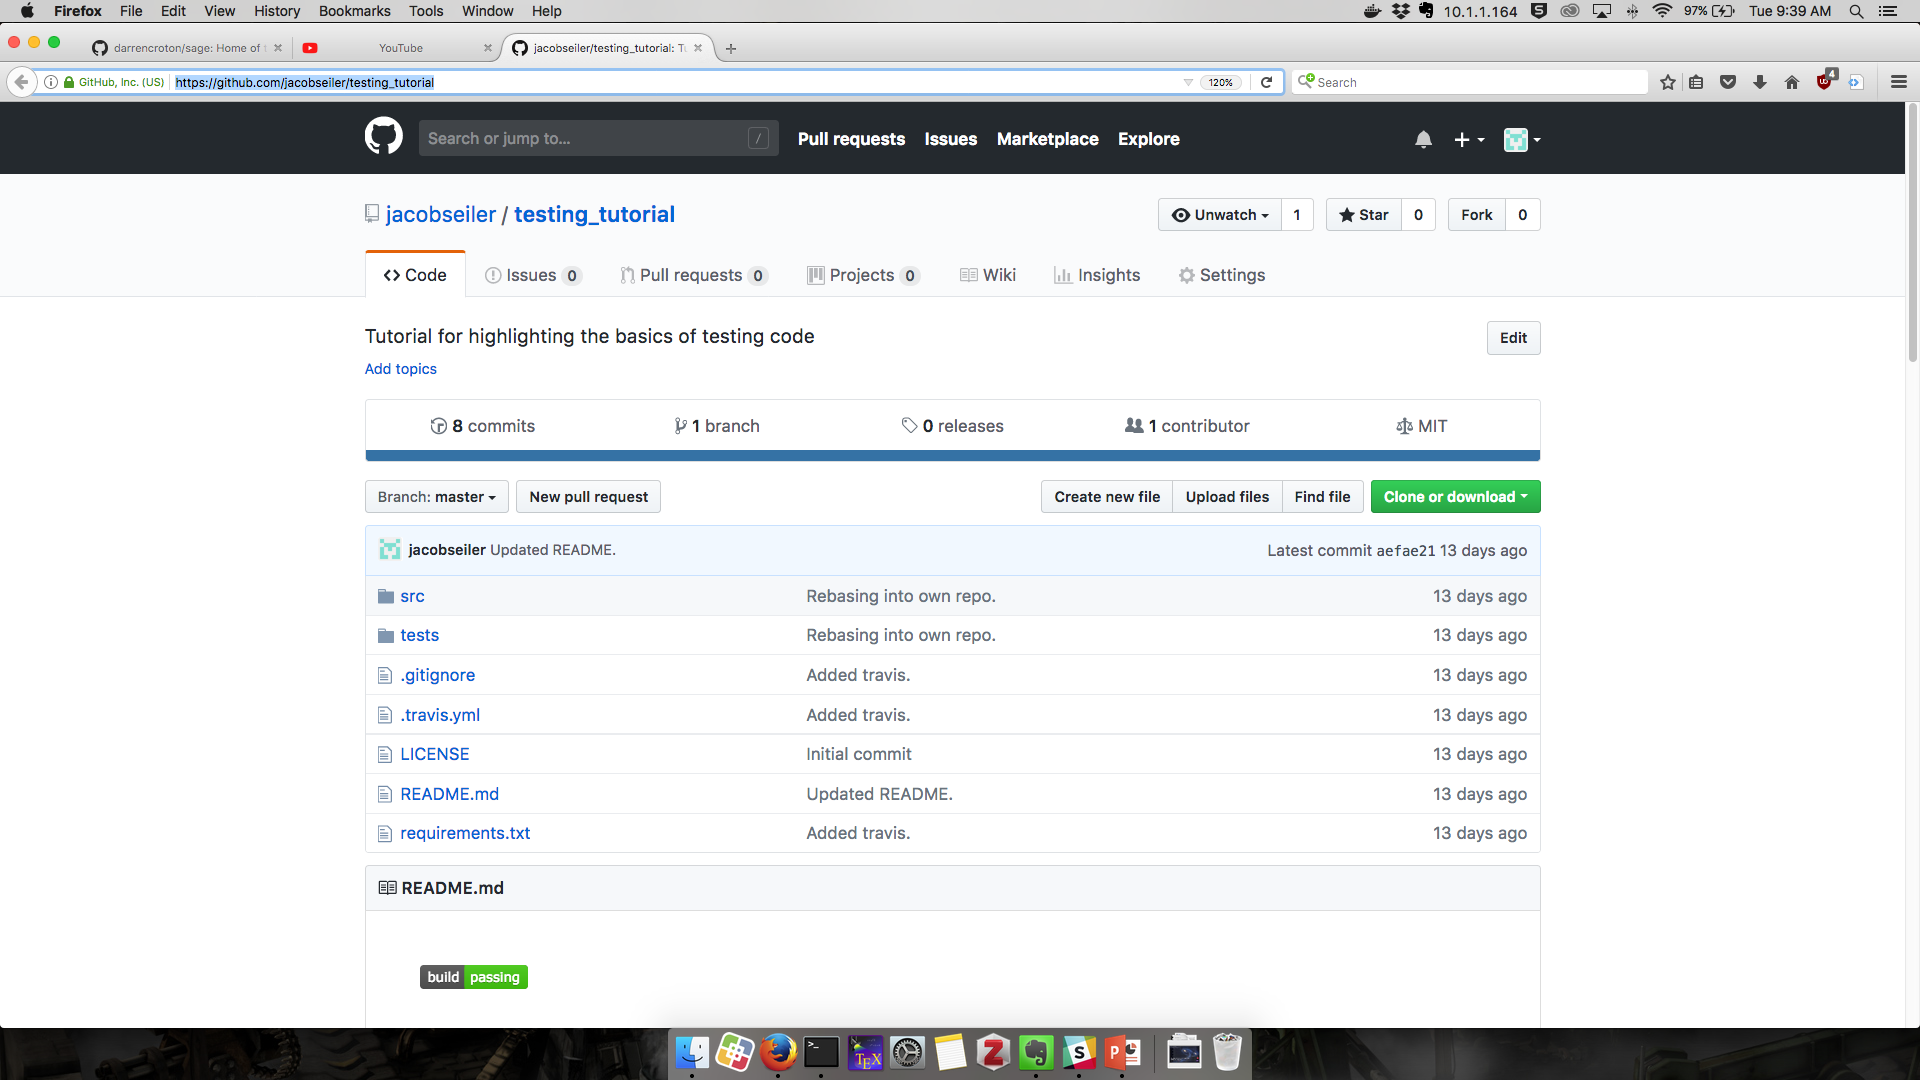 Firefox File Edit View History Bookmarks Tools Window Help 10.1.1.164 97% Tue 9:39 AM
darrencroton/sage: Home of YouTube jacobseiler/testing_tutorial: T
GitHub, Inc. (US) https://github.com/jacobseiler/testing_tutorial 120% Search 4
Search or jump to... / Pull requests Issues Marketplace Explore
jacobseiler / testing_tutorial Unwatch 1 Star 0 Fork 0
Code Issues 0 Pull requests 0 Projects 0 Wiki Insights Settings
Tutorial for highlighting the basics of testing code Edit
Add topics
8 commits 1 branch 0 releases 1 contributor MIT
Branch: master New pull request Create new file Upload files Find file Clone or download
jacobseiler Updated README. Latest commit aefae21 13 days ago
src Rebasing into own repo. 13 days ago
tests Rebasing into own repo. 13 days ago
.gitignore Added travis. 13 days ago
.travis.yml Added travis. 13 days ago
LICENSE Initial commit 13 days ago
README.md Updated README. 13 days ago
requirements.txt Added travis. 13 days ago
README.md
build passing